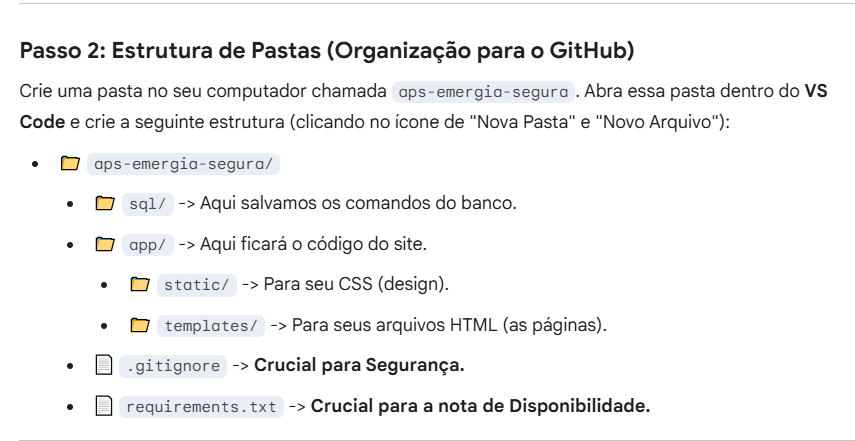 Passo 2: Estrutura de Pastas (Organização para o GitHub)
Crie uma pasta no seu computador chamada aps-emergia-segura. Abra essa pasta dentro do VS
Code e crie a seguinte estrutura (clicando no ícone de "Nova Pasta" e "Novo Arquivo"):
aps-emergia-segura/
sql/ -> Aqui salvamos os comandos do banco.
app/ -> Aqui ficará o código do site.
static/ -> Para seu CSS (design).
templates/ -> Para seus arquivos HTML (as páginas).
.gitignore -> Crucial para Segurança.
requirements.txt -> Crucial para a nota de Disponibilidade.